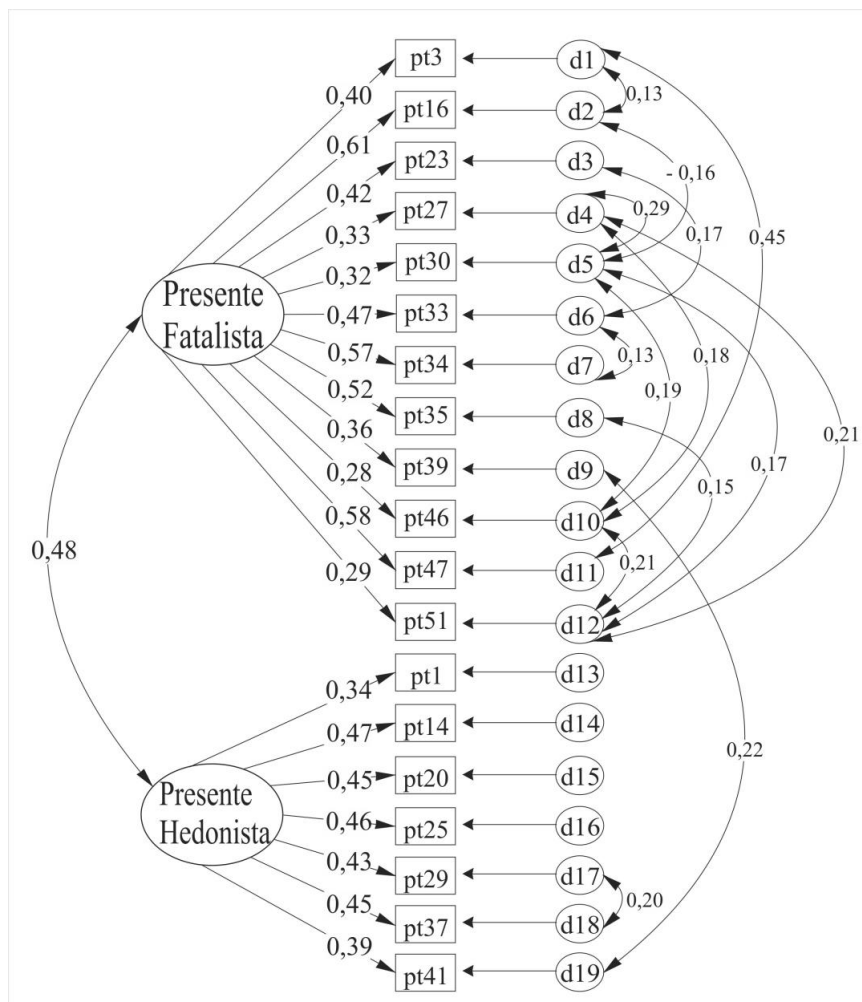 pt3
d1
0,40
0,13
pt16
d2
0,61
pt23
d3
- 0,16
0,42
pt27
d4
0,29
0,33
0,17
0,45
pt30
d5
0,32
Presente
Fatalista
0,47
pt33
d6
0,57
pt34
d7
0,13
0,18
0,52
0,19
pt35
d8
0,21
0,36
pt39
d9
0,17
0,15
0,28
pt46
d10
0,58
0,21
0,48
pt47
d11
0,29
pt51
d12
pt1
d13
0,34
pt14
d14
0,47
0,22
0,45
pt20
d15
Presente
Hedonista
0,46
pt25
d16
0,43
pt29
d17
0,20
0,45
pt37
d18
0,39
pt41
d19